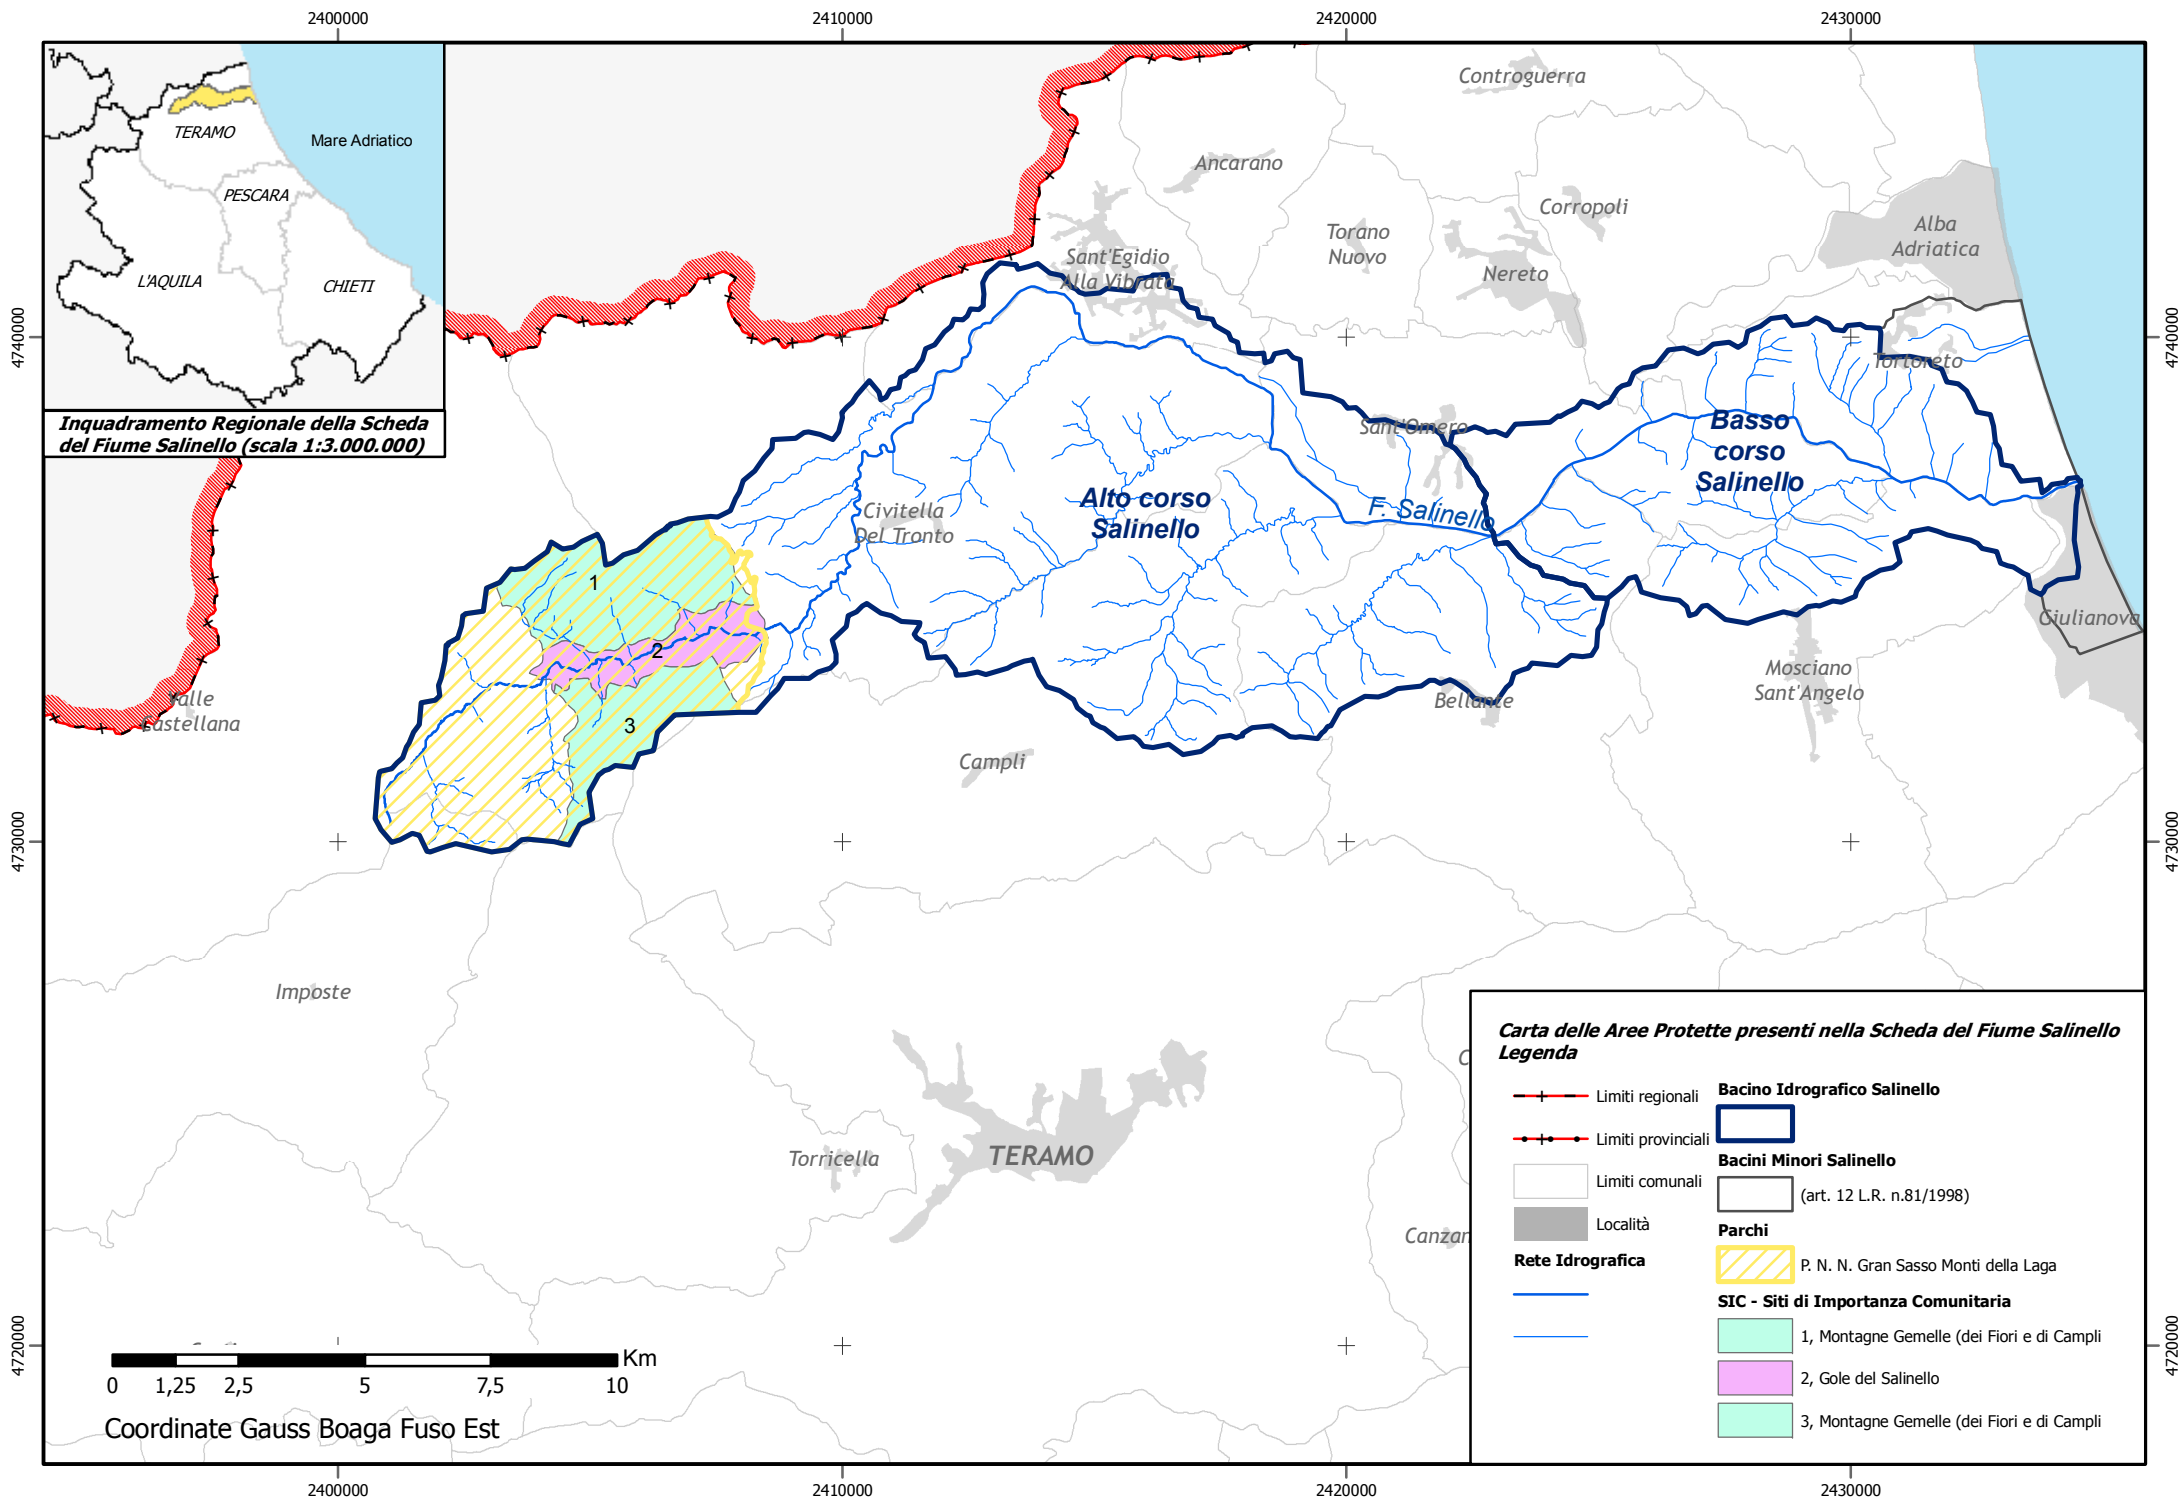 2400000
2410000
2420000
2430000
4740000
4730000
4720000
4740000
4730000
4720000
2400000
2410000
2420000
2430000
TERAMO
Mare Adriatico
PESCARA
L'AQUILA
CHIETI
Inquadramento Regionale della Scheda
del Fiume Salinello (scala 1:3.000.000)
Controguerra
Ancarano
Corropoli
Torano
Nuovo
Alba
Adriatica
Sant'Egidio
Alla Vibrata
Nereto
Tortoreto
Sant'Omero
Basso
corso
Salinello
Alto corso
Salinello
F. Salinello
Civitella
Del Tronto
1
2
3
Giulianova
Mosciano
Sant'Angelo
Bellante
Valle
Castellana
Campli
Imposte
Torricella
TERAMO
Canzan
Carta delle Aree Protette presenti nella Scheda del Fiume Salinello
Legenda
Limiti regionali
Limiti provinciali
Limiti comunali
Località
Rete Idrografica
Bacino Idrografico Salinello
Bacini Minori Salinello
(art. 12 L.R. n.81/1998)
Parchi
P. N. N. Gran Sasso Monti della Laga
SIC - Siti di Importanza Comunitaria
1, Montagne Gemelle (dei Fiori e di Campli
2, Gole del Salinello
3, Montagne Gemelle (dei Fiori e di Campli
Km
0 1,25 2,5 5 7,5 10
Coordinate Gauss Boaga Fuso Est